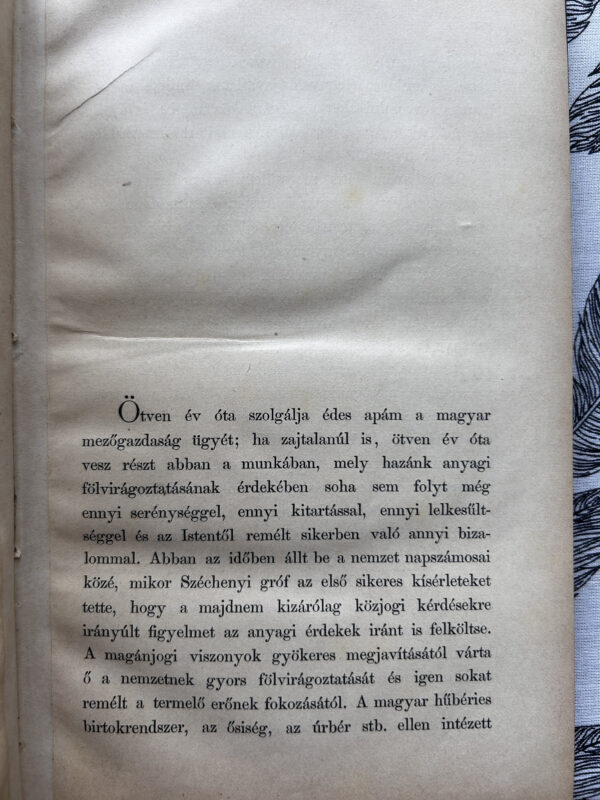 Ötven év óta szolgálja édes apám a magyar
mezőgazdaság ügyét; ha zajtalanúl is, ötven év óta
vesz részt abban a munkában, mely hazánk anyagi
fölvirágoztatásának érdekében soha sem folyt még
ennyi serénységgel, ennyi kitartással, ennyi lelkesűlt-
séggel és az Istentől remélt sikerben való annyi biza-
lommal. Abban az időben állt be a nemzet napszámosai
közé, mikor Széchenyi gróf az első sikeres kísérleteket
tette, hogy a majdnem kizárólag közjogi kérdésekre
irányúlt figyelmet az anyagi érdekek iránt is felköltse.
A magánjogi viszonyok gyökeres megjavításától várta
ő a nemzetnek gyors fölvirágoztatását és igen sokat
remélt a termelő erőnek fokozásától. A magyar hűbéries
birtokrendszer, az ősiség, az úrbér stb. ellen intézett